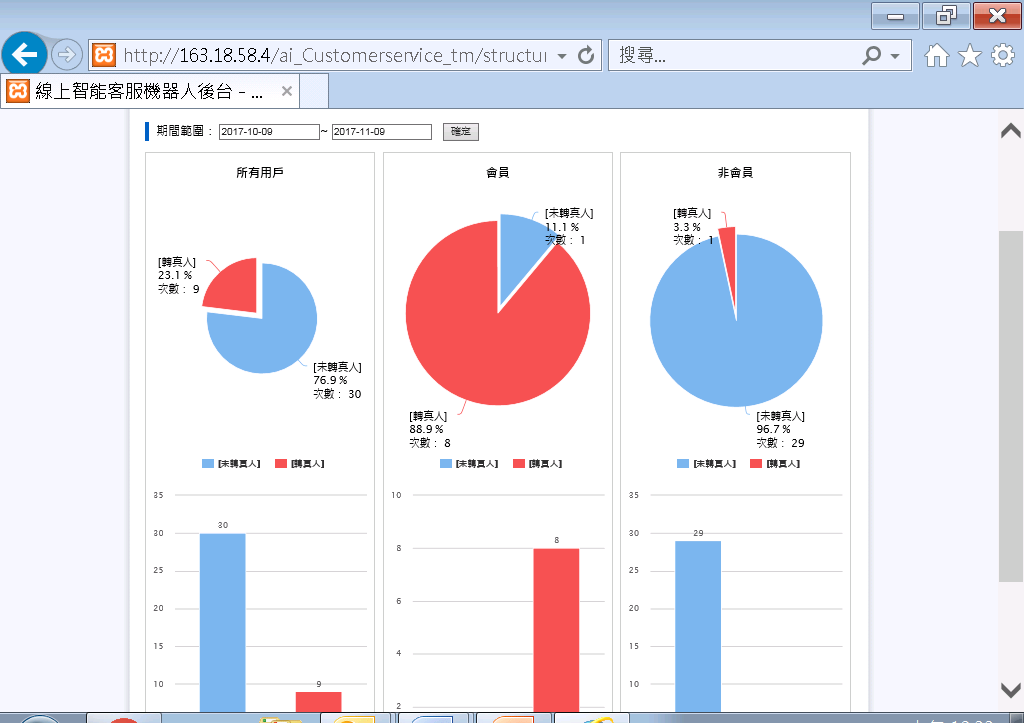 http://163.18.58.4/ai_Customerservice_tm/structur
搜尋...
線上智能客服機器人後台 - ...
期間範圍： 2017-10-09 ~ 2017-11-09 確定
所有用戶
[轉真人]
23.1 %
次數： 9
[未轉真人]
76.9 %
次數： 30
[未轉真人] [轉真人]
35
30
25
20
15
10
30
9
會員
[未轉真人]
11.1 %
次數： 1
[轉真人]
88.9 %
次數： 8
[未轉真人] [轉真人]
10
8
6
4
2
8
非會員
[轉真人]
3.3 %
次數： 1
[未轉真人]
96.7 %
次數： 29
[未轉真人] [轉真人]
35
30
25
20
15
10
29